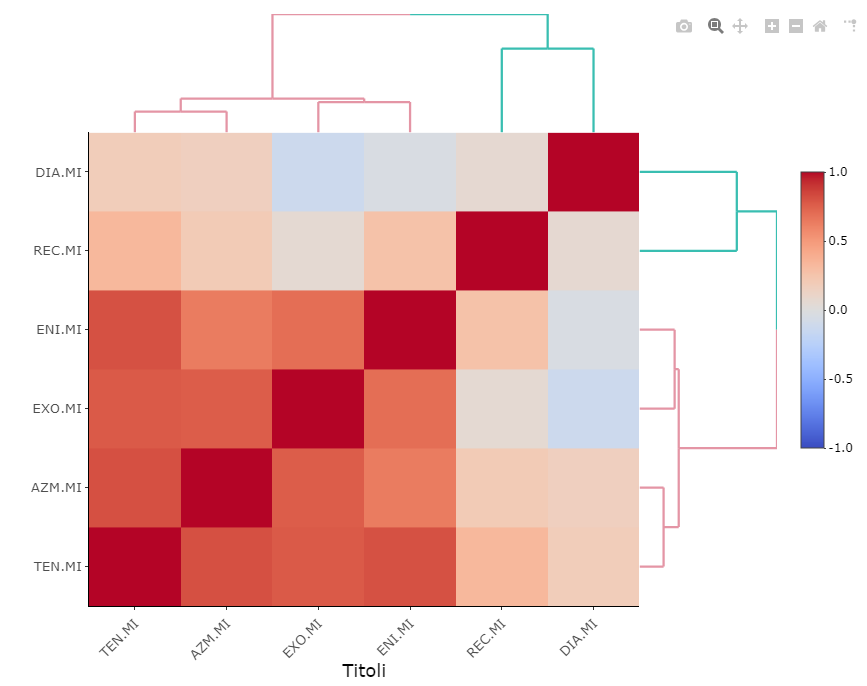 DIA.MI
REC.MI
ENI.MI
EXO.MI
AZM.MI
TEN.MI
1.0
0.5
0.0
-0.5
-1.0
TEN.MI
AZM.MI
EXO.MI
ENI.MI
REC.MI
DIA.MI
Titoli